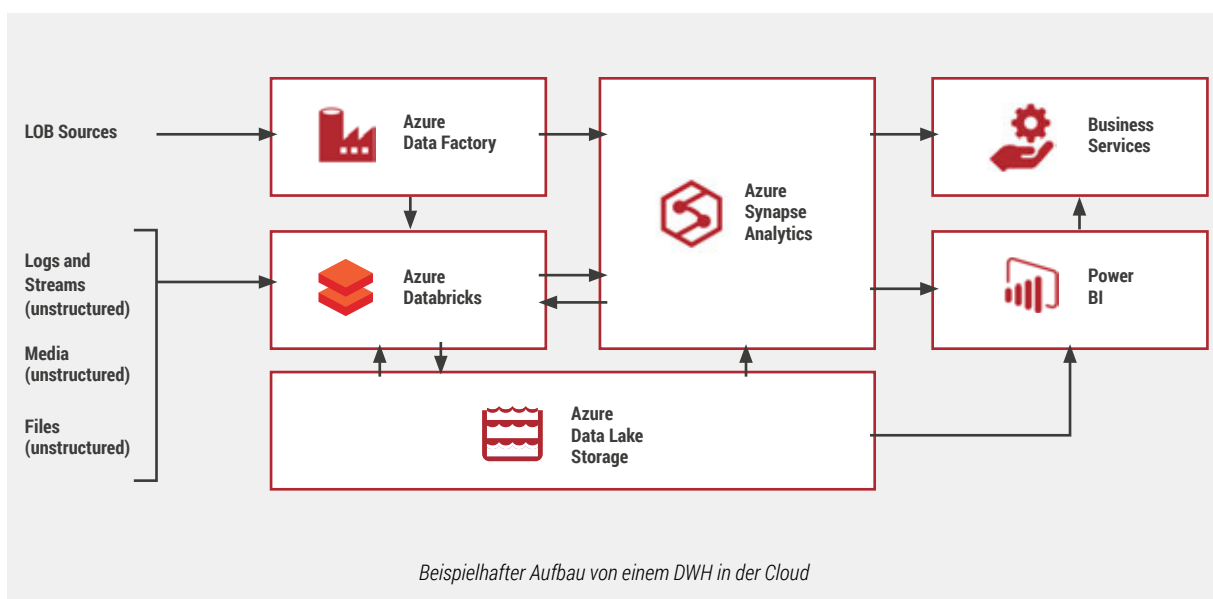 LOB Sources
Azure
Data Factory
Azure
Synapse
Analytics
Business
Services
Logs and
Streams
(unstructured)
Azure
Databricks
Power
BI
Media
(unstructured)
Files
(unstructured)
Azure
Data Lake
Storage
Beispielhafter Aufbau von einem DWH in der Cloud